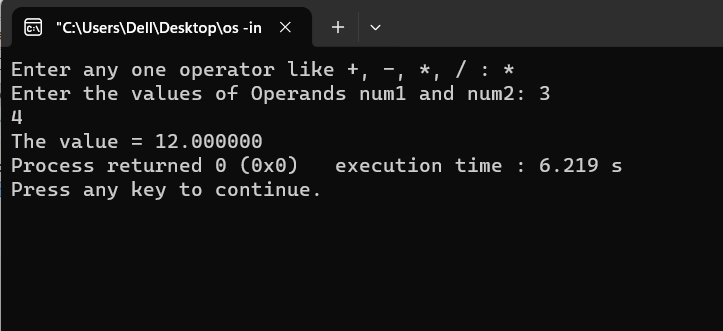 "C:\Users\Dell\Desktop\os -in
Enter any one operator like +, -, *, / : *
Enter the values of Operands num1 and num2: 3
4
The value = 12.000000
Process returned 0 (0x0)   execution time : 6.219 s
Press any key to continue.